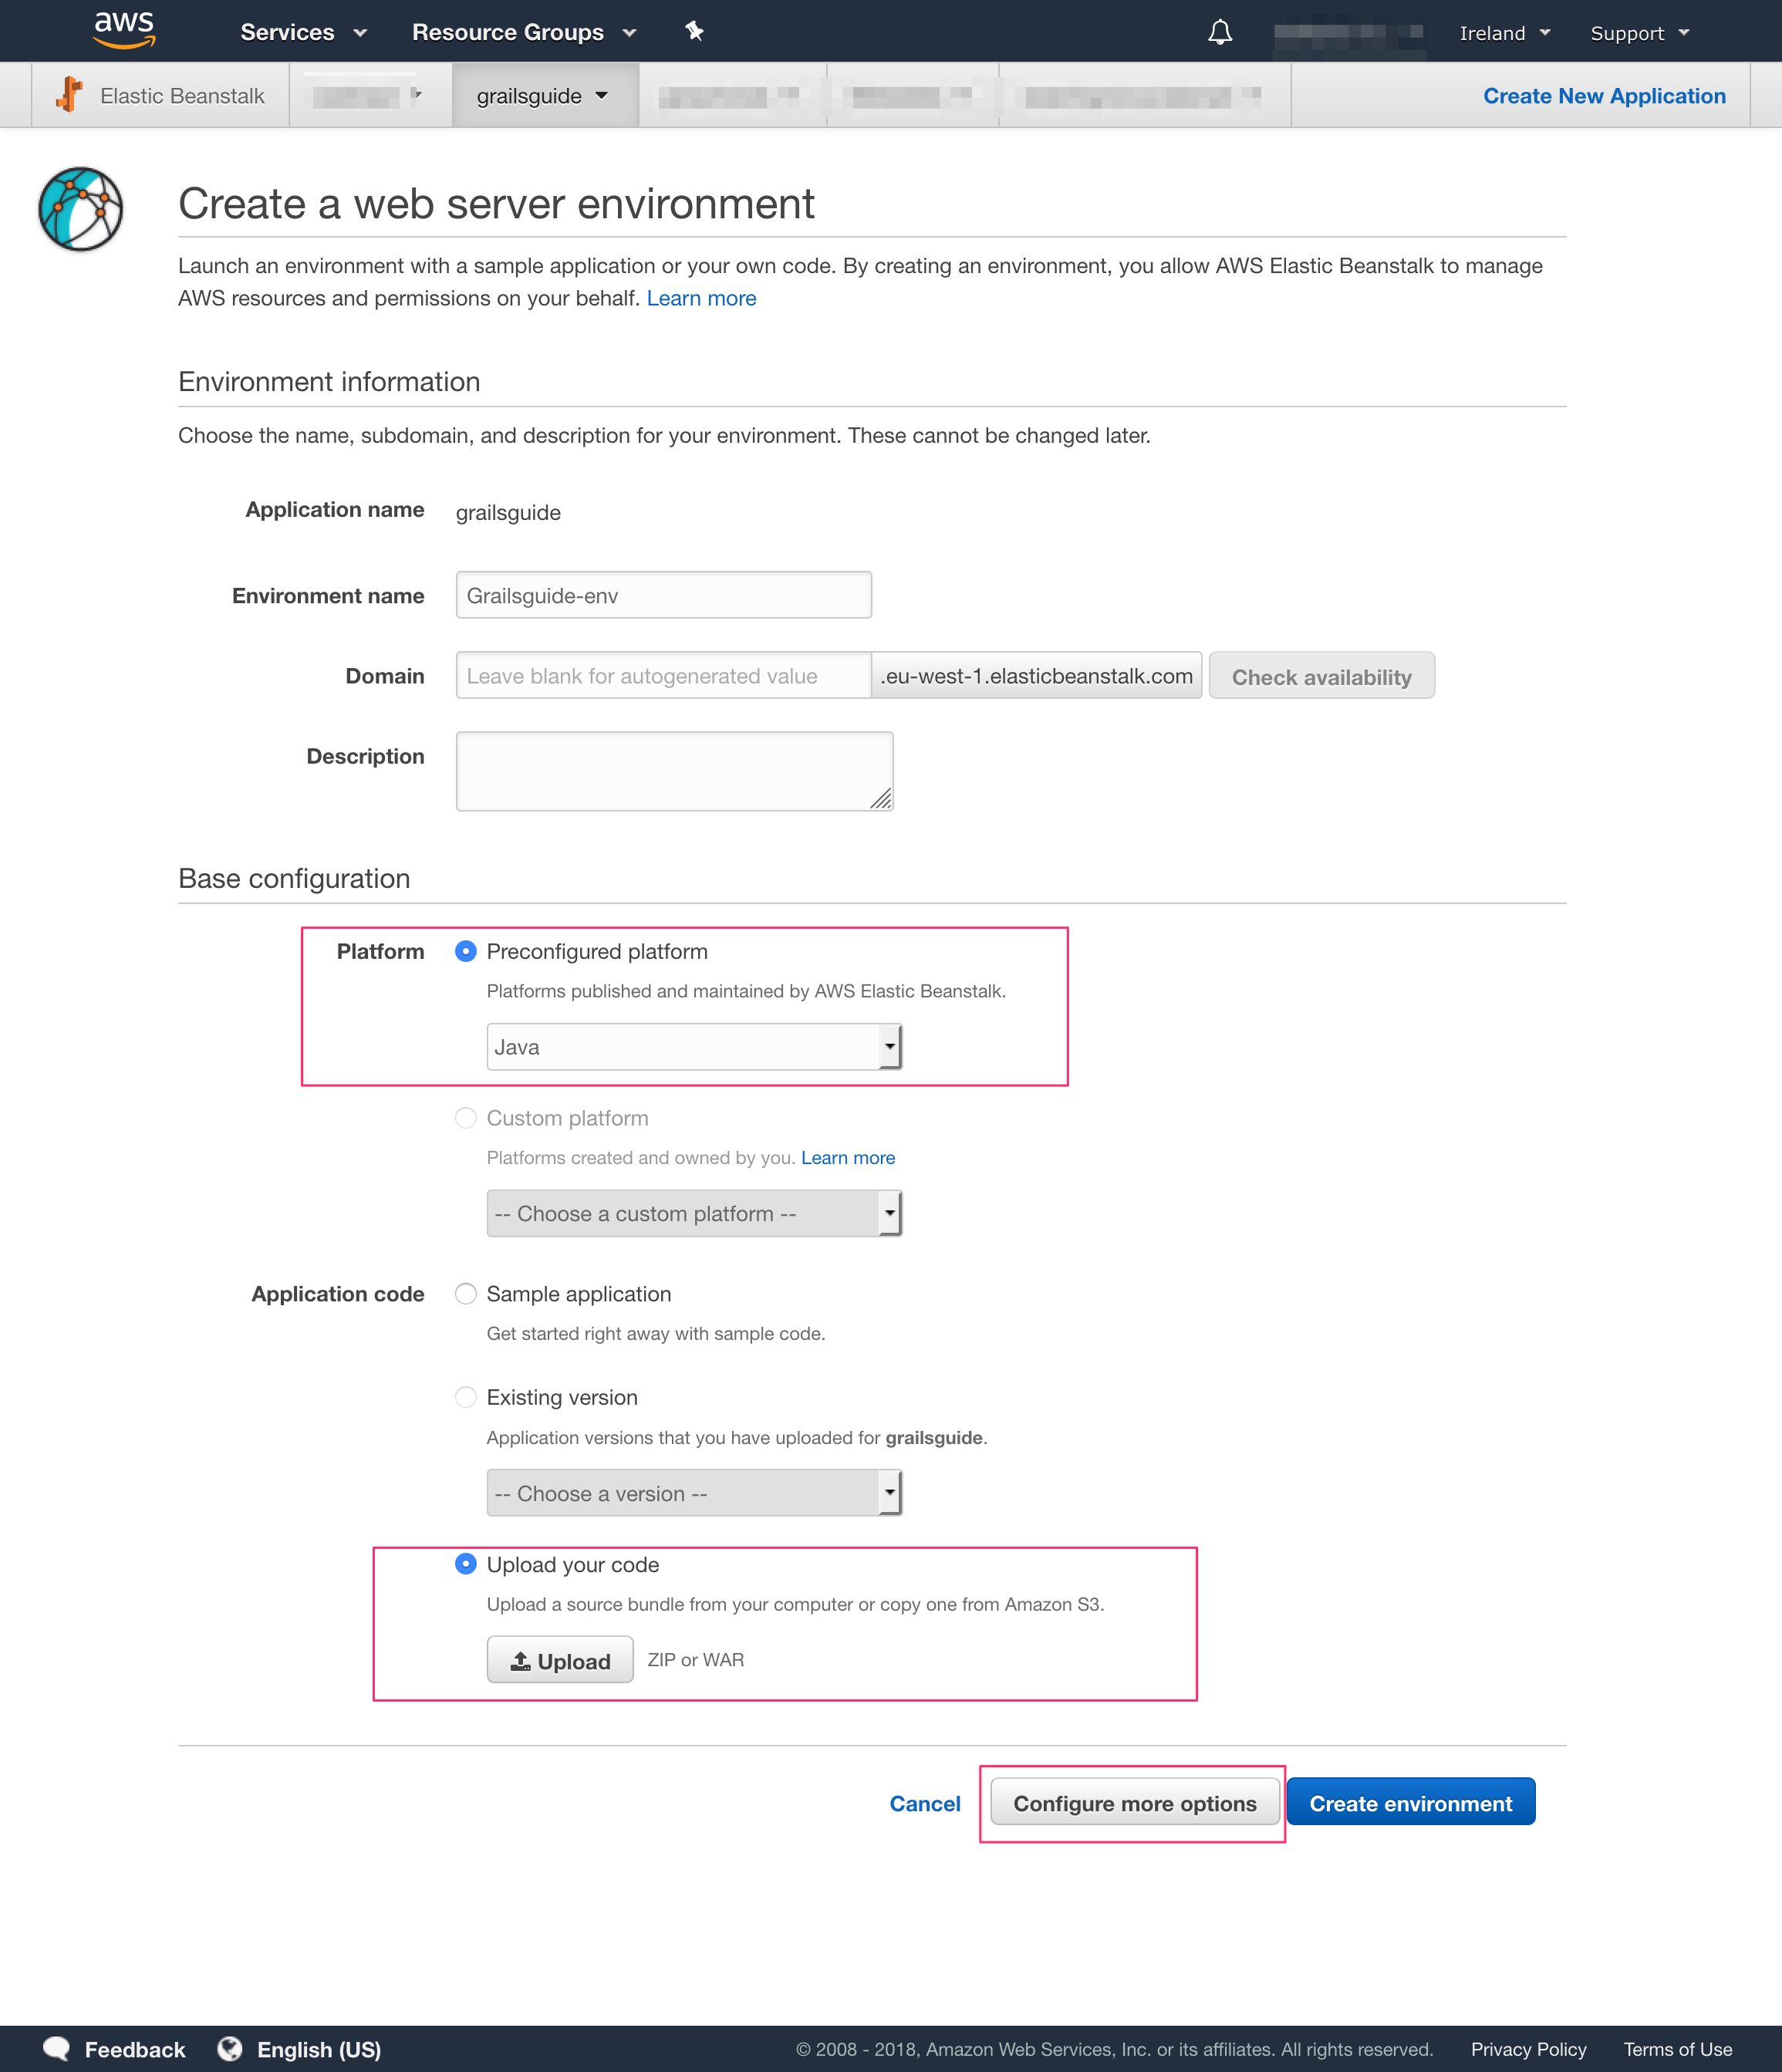 aws Services Resource Groups Ireland Support
Elastic Beanstalk grailsguide Create New Application
Create a web server environment
Launch an environment with a sample application or your own code. By creating an environment, you allow AWS Elastic Beanstalk to manage
AWS resources and permissions on your behalf. Learn more
Environment information
Choose the name, subdomain, and description for your environment. These cannot be changed later.
Application name grailsguide
Environment name Grailsguide-env
Domain Leave blank for autogenerated value .eu-west-1.elasticbeanstalk.com Check availability
Description
Base configuration
Platform Preconfigured platform
Platforms published and maintained by AWS Elastic Beanstalk.
Java
Custom platform
Platforms created and owned by you. Learn more
-- Choose a custom platform --
Application code Sample application
Get started right away with sample code.
Existing version
Application versions that you have uploaded for grailsguide.
-- Choose a version --
Upload your code
Upload a source bundle from your computer or copy one from Amazon S3.
Upload ZIP or WAR
Cancel Configure more options Create environment
Feedback English (US) © 2008 - 2018, Amazon Web Services, Inc. or its affiliates. All rights reserved. Privacy Policy Terms of Use